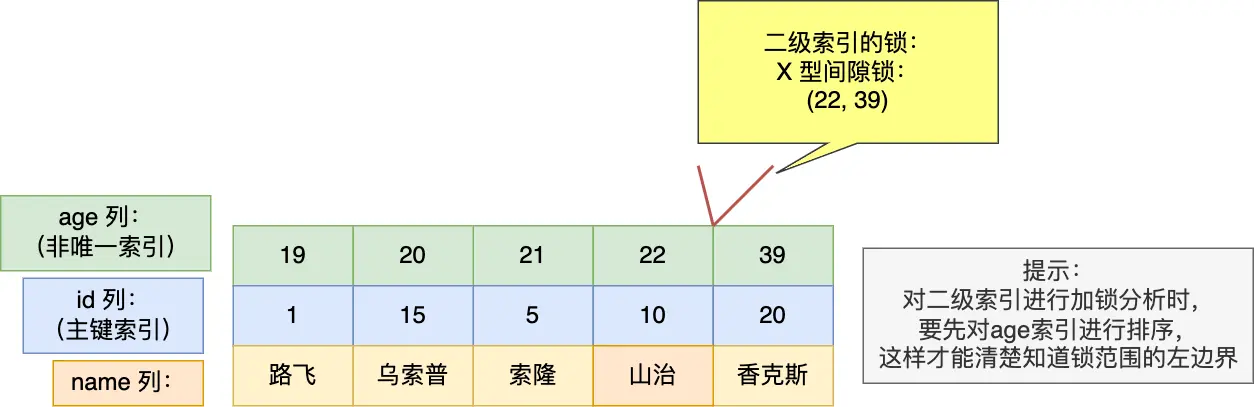 二级索引的锁：
X 型间隙锁：
(22, 39)
age 列：
（非唯一索引）
19 20 21 22 39
id 列：
（主键索引）
1 15 5 10 20
name 列：
路飞 乌索普 索隆 山治 香克斯
提示：
对二级索引进行加锁分析时，
要先对age索引进行排序，
这样才能清楚知道锁范围的左边界